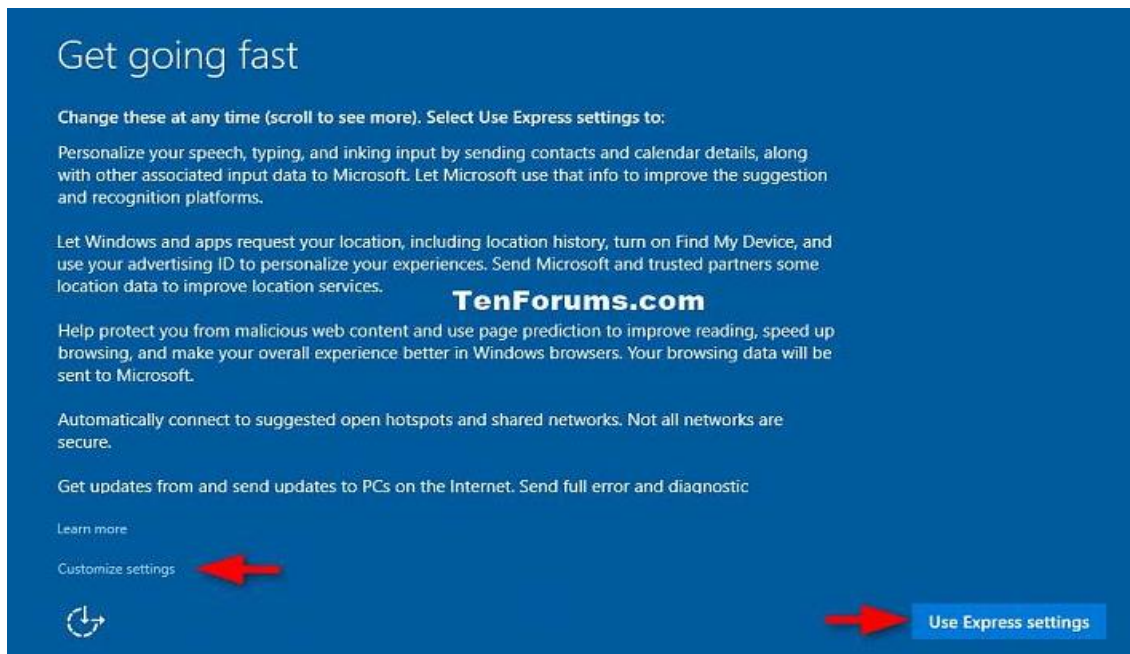 Get going fast
Change these at any time (scroll to see more). Select Use Express settings to:
Personalize your speech, typing, and inking input by sending contacts and calendar details, along
with other associated input data to Microsoft. Let Microsoft use that info to improve the suggestion
and recognition platforms.
Let Windows and apps request your location, including location history, turn on Find My Device, and
use your advertising ID to personalize your experiences. Send Microsoft and trusted partners some
location data to improve location services.
TenForums.com
Help protect you from malicious web content and use page prediction to improve reading, speed up
browsing, and make your overall experience better in Windows browsers. Your browsing data will be
sent to Microsoft.
Automatically connect to suggested open hotspots and shared networks. Not all networks are
secure.
Get updates from and send updates to PCs on the Internet. Send full error and diagnostic
Learn more
Customize settings
Use Express settings